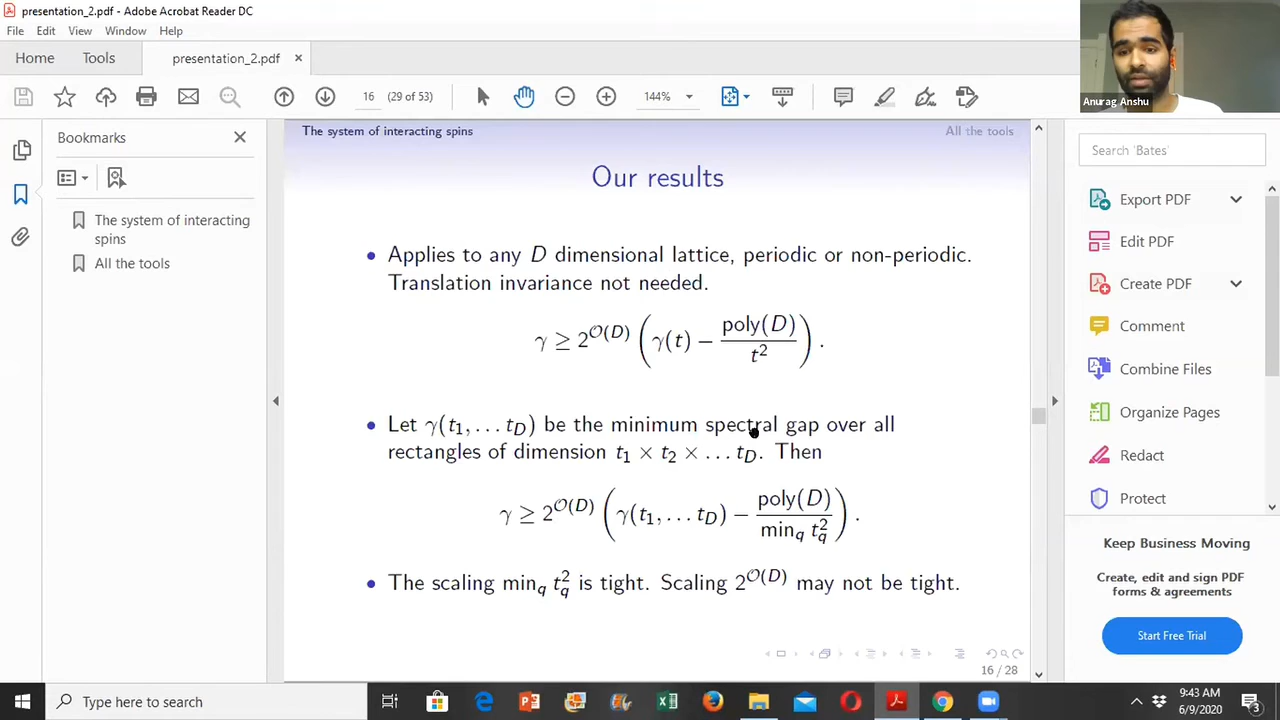 presentation_2.pdf - Adobe Acrobat Reader DC
File Edit View Window Help
Home Tools presentation_2.pdf ×
16 (29 of 53) 144%
Bookmarks
The system of interacting
spins
All the tools
The system of interacting spins All the tools
Our results
• Applies to any D dimensional lattice, periodic or non-periodic.
Translation invariance not needed.
γ ≥ 2^{𝒪(D)} ( γ(t) − poly(D) / t² ) .
• Let γ(t₁, . . . t_D) be the minimum spectral gap over all
rectangles of dimension t₁ × t₂ × . . . t_D. Then
γ ≥ 2^{𝒪(D)} ( γ(t₁, . . . t_D) − poly(D) / min_q t_q² ) .
• The scaling min_q t_q² is tight. Scaling 2^{𝒪(D)} may not be tight.
16 / 28
Anurag Anshu
Search 'Bates'
Export PDF
Edit PDF
Create PDF
Comment
Combine Files
Organize Pages
Redact
Protect
Keep Business Moving
Create, edit and sign PDF
forms & agreements
Start Free Trial
Type here to search
9:43 AM
6/9/2020
3